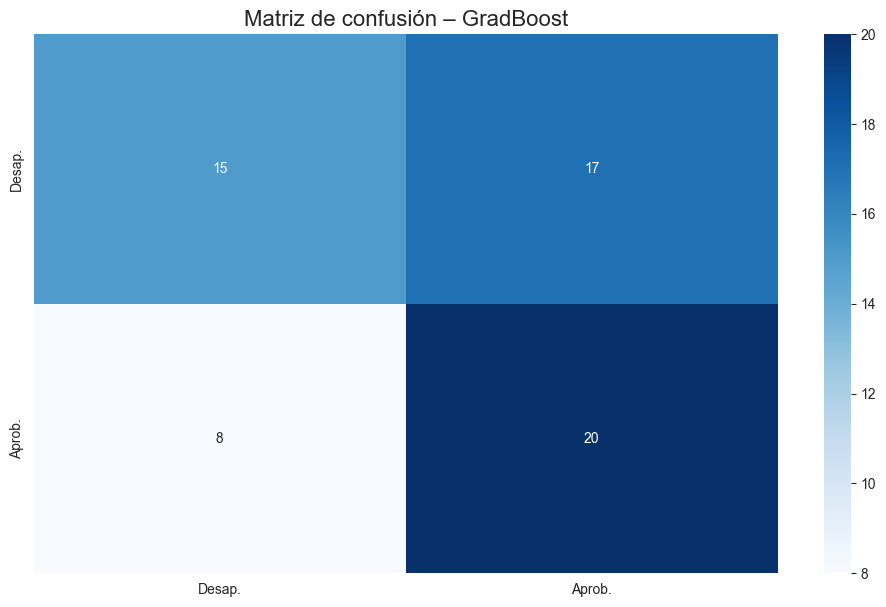 Matriz de confusión – GradBoost
Desap.
15
17
Aprob.
8
20
Desap.
Aprob.
20
18
16
14
12
10
8